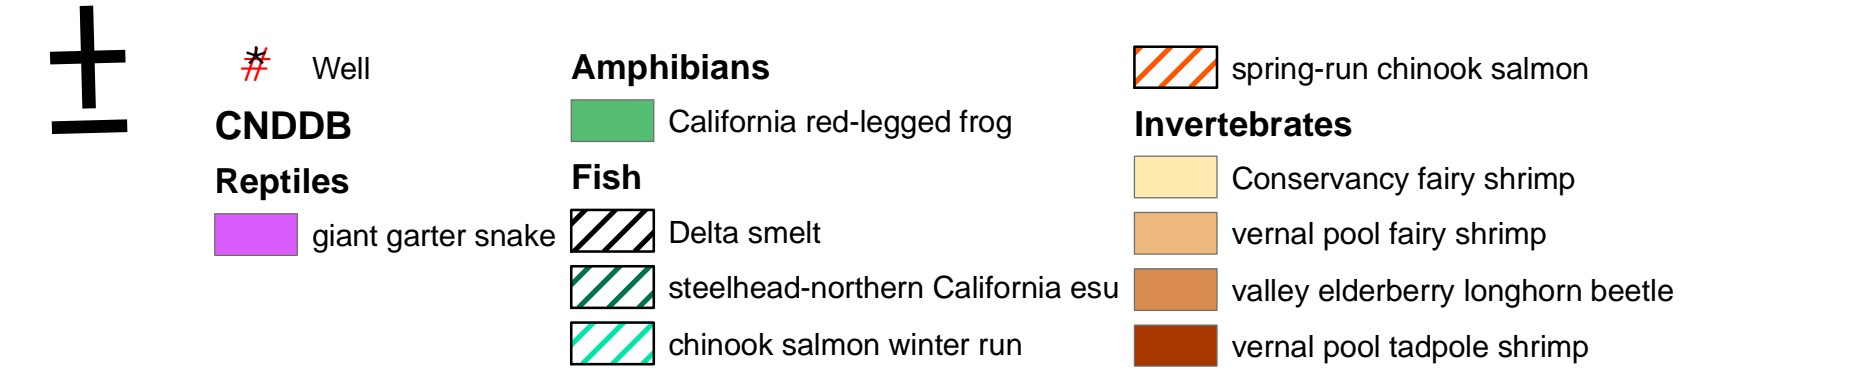 ±
# Well
CNDDB
Reptiles
giant garter snake
Amphibians
California red-legged frog
Fish
Delta smelt
steelhead-northern California esu
chinook salmon winter run
spring-run chinook salmon
Invertebrates
Conservancy fairy shrimp
vernal pool fairy shrimp
valley elderberry longhorn beetle
vernal pool tadpole shrimp